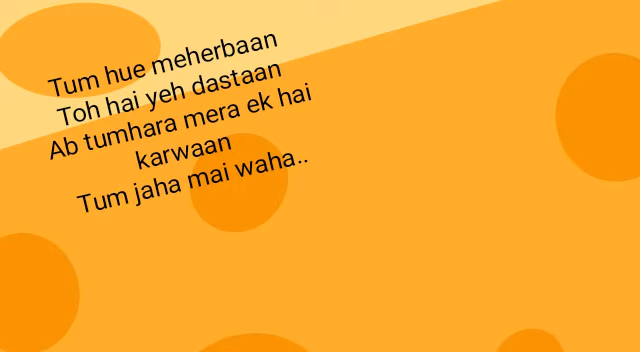 Tum hue meherbaan
Toh hai yeh dastaan
Ab tumhara mera ek hai
karwaan
Tum jaha mai waha..